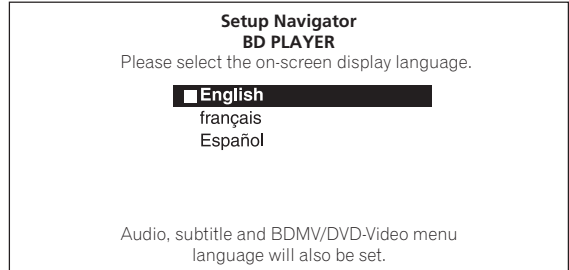 Setup Navigator
BD PLAYER
Please select the on-screen display language.
English
français
Español
Audio, subtitle and BDMV/DVD-Video menu
language will also be set.